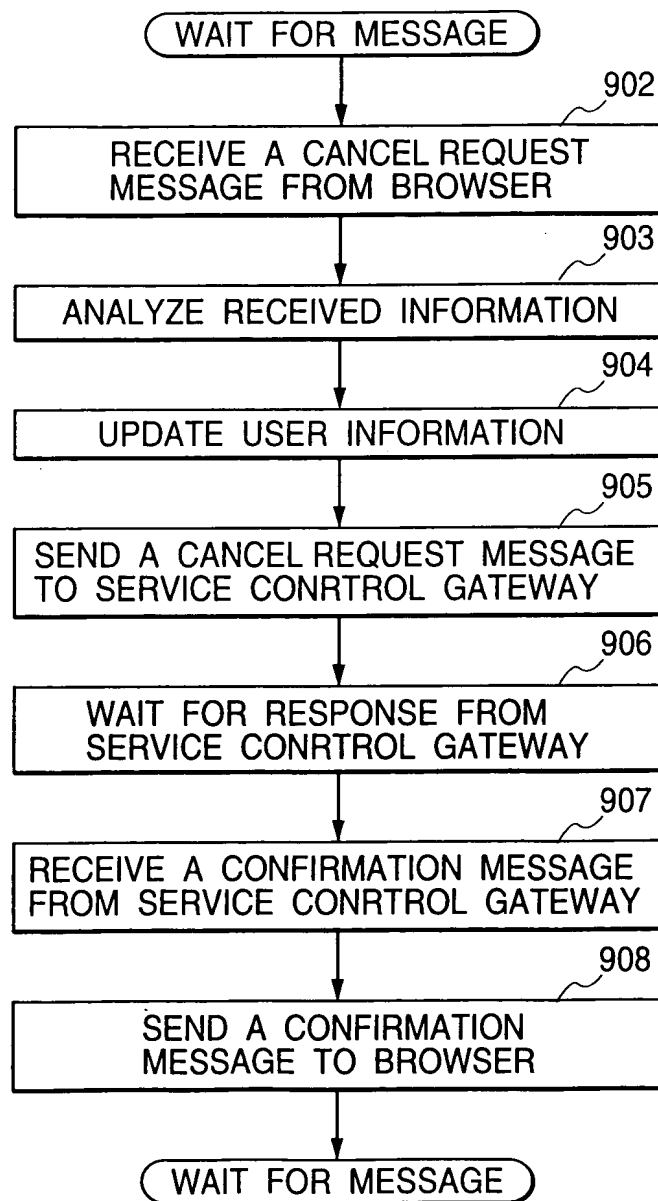 WAIT FOR MESSAGE
902
RECEIVE A CANCEL REQUEST
MESSAGE FROM BROWSER
903
ANALYZE RECEIVED INFORMATION
904
UPDATE USER INFORMATION
905
SEND A CANCEL REQUEST MESSAGE
TO SERVICE CONRTROL GATEWAY
906
WAIT FOR RESPONSE FROM
SERVICE CONRTROL GATEWAY
907
RECEIVE A CONFIRMATION MESSAGE
FROM SERVICE CONRTROL GATEWAY
908
SEND A CONFIRMATION
MESSAGE TO BROWSER
WAIT FOR MESSAGE